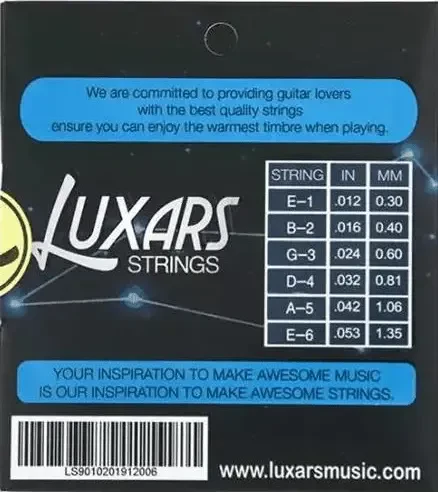 We are committed to providing guitar lovers
with the best quality strings
ensure you can enjoy the warmest timbre when playing.
LUXARS
STRINGS
STRING IN MM
E-1 .012 0.30
B-2 .016 0.40
G-3 .024 0.60
D-4 .032 0.81
A-5 .042 1.06
E-6 .053 1.35
YOUR INSPIRATION TO MAKE AWESOME MUSIC
IS OUR INSPIRATION TO MAKE AWESOME STRINGS.
LS9010201912006
www.luxarsmusic.com